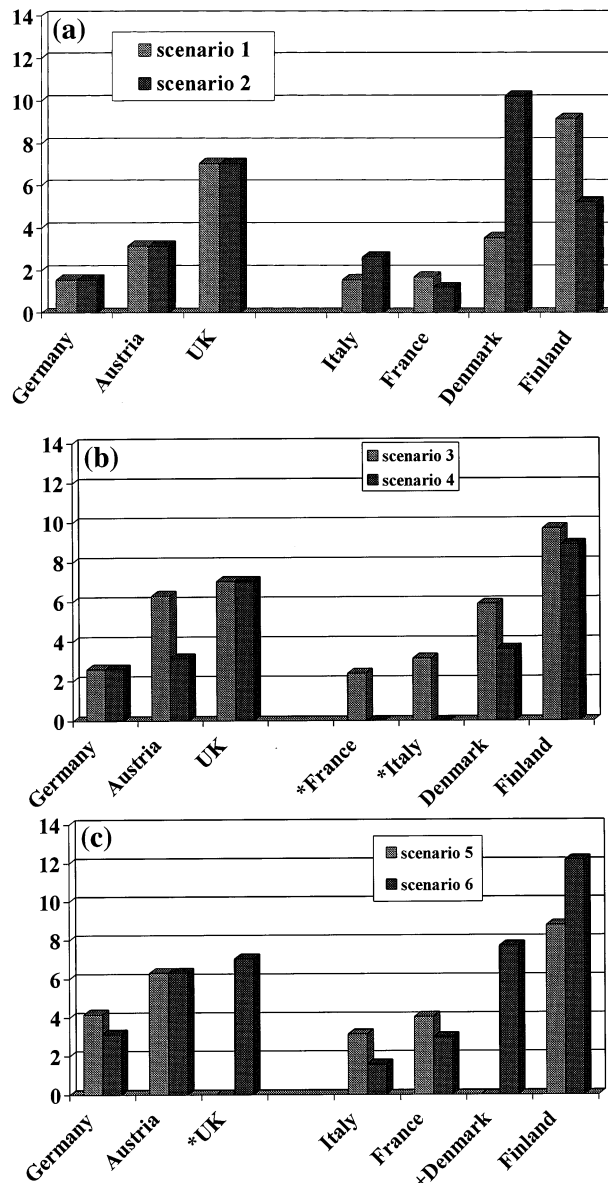 (a)
scenario 1
scenario 2
14
12
10
8
6
4
2
0
Germany
Austria
UK
Italy
France
Denmark
Finland
(b)
scenario 3
scenario 4
14
12
10
8
6
4
2
0
Germany
Austria
UK
*France
*Italy
Denmark
Finland
(c)
scenario 5
scenario 6
14
12
10
8
6
4
2
0
Germany
Austria
*UK
Italy
France
+Denmark
Finland